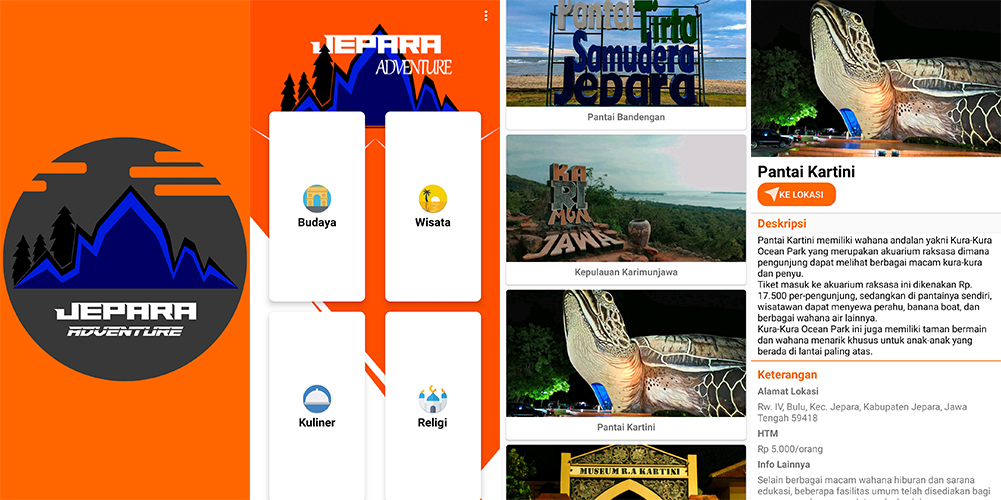 JEPARA
ADVENTURE
JEPARA
ADVENTURE
Budaya
Wisata
Kuliner
Religi
Pantai Tirta
Samudera
Jepara
Pantai Bandengan
KA
RI
MUN
JAWA
Kepulauan Karimunjawa
Pantai Kartini
MUSEUM R.A KARTINI
Pantai Kartini
KE LOKASI
Deskripsi
Pantai Kartini memiliki wahana andalan yakni Kura-Kura
Ocean Park yang merupakan akuarium raksasa dimana
pengunjung dapat melihat berbagai macam kura-kura
dan penyu.
Tiket masuk ke akuarium raksasa ini dikenakan Rp.
17.500 per-pengunjung, sedangkan di pantainya sendiri,
wisatawan dapat menyewa perahu, banana boat, dan
berbagai wahana air lainnya.
Kura-Kura Ocean Park ini juga memiliki taman bermain
dan wahana menarik khusus untuk anak-anak yang
berada di lantai paling atas.
Keterangan
Alamat Lokasi
Rw. IV, Bulu, Kec. Jepara, Kabupaten Jepara, Jawa
Tengah 59418
HTM
Rp 5.000/orang
Info Lainnya
Selain berbagai macam wahana hiburan dan sarana
edukasi, beberpa fasilitas umum telah disediakan bagi